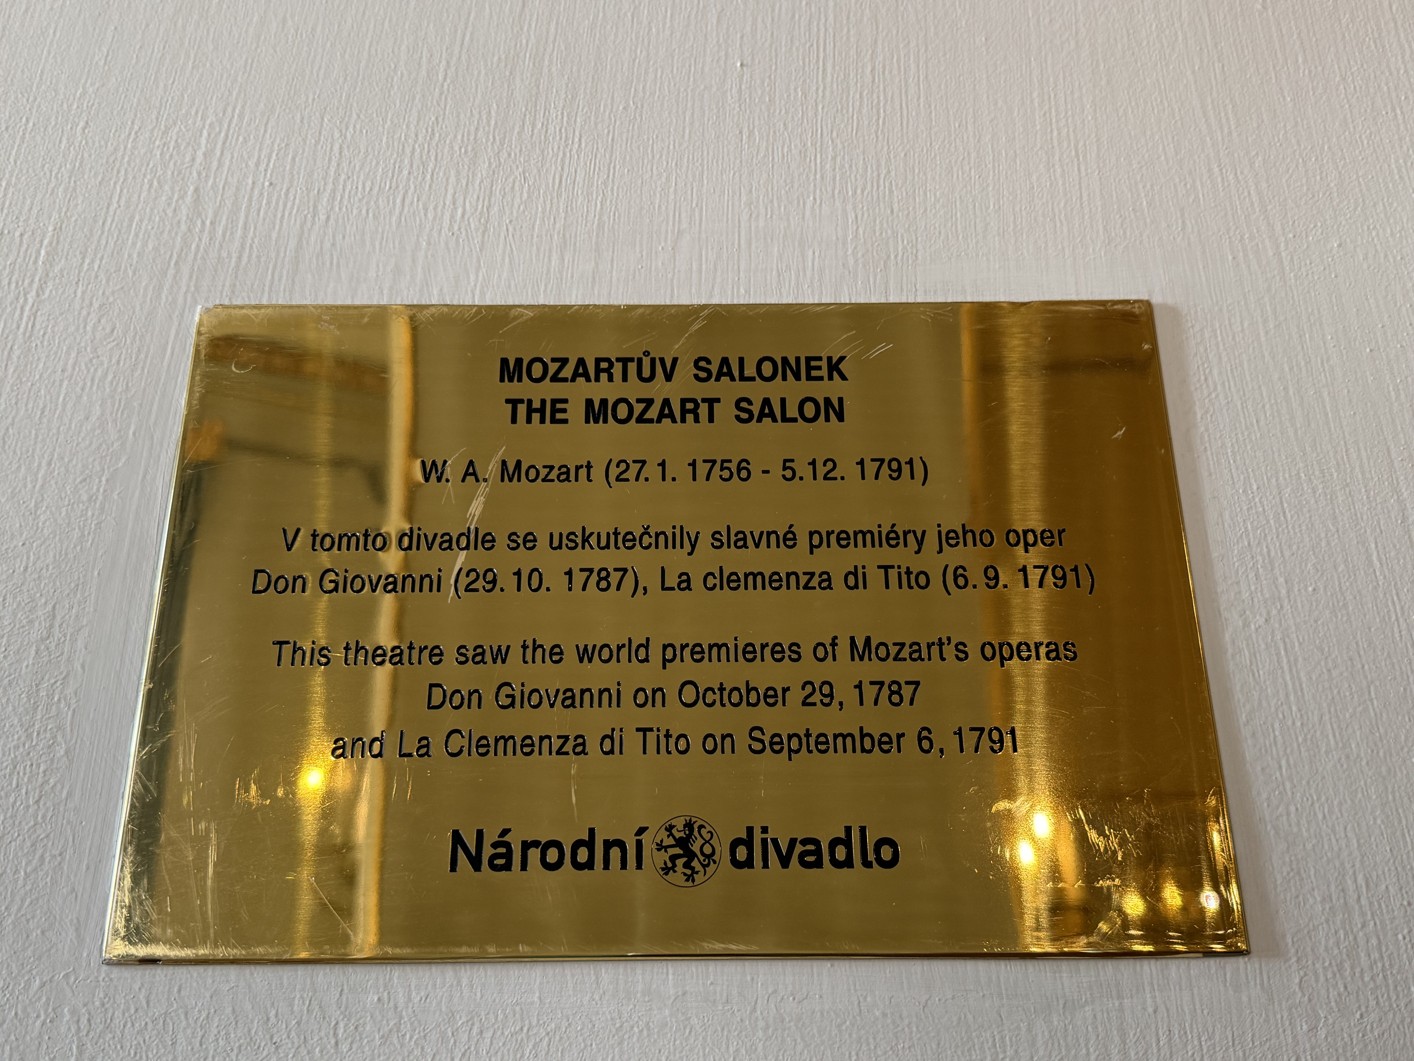 MOZARTŮV SALONEK
THE MOZART SALON
W. A. Mozart (27. 1. 1756 - 5.12. 1791)
V tomto divadle se uskutečnily slavné premiéry jeho oper
Don Giovanni (29. 10. 1787), La clemenza di Tito (6. 9. 1791)
This theatre saw the world premieres of Mozart's operas
Don Giovanni on October 29, 1787
and La Clemenza di Tito on September 6, 1791
Národní divadlo